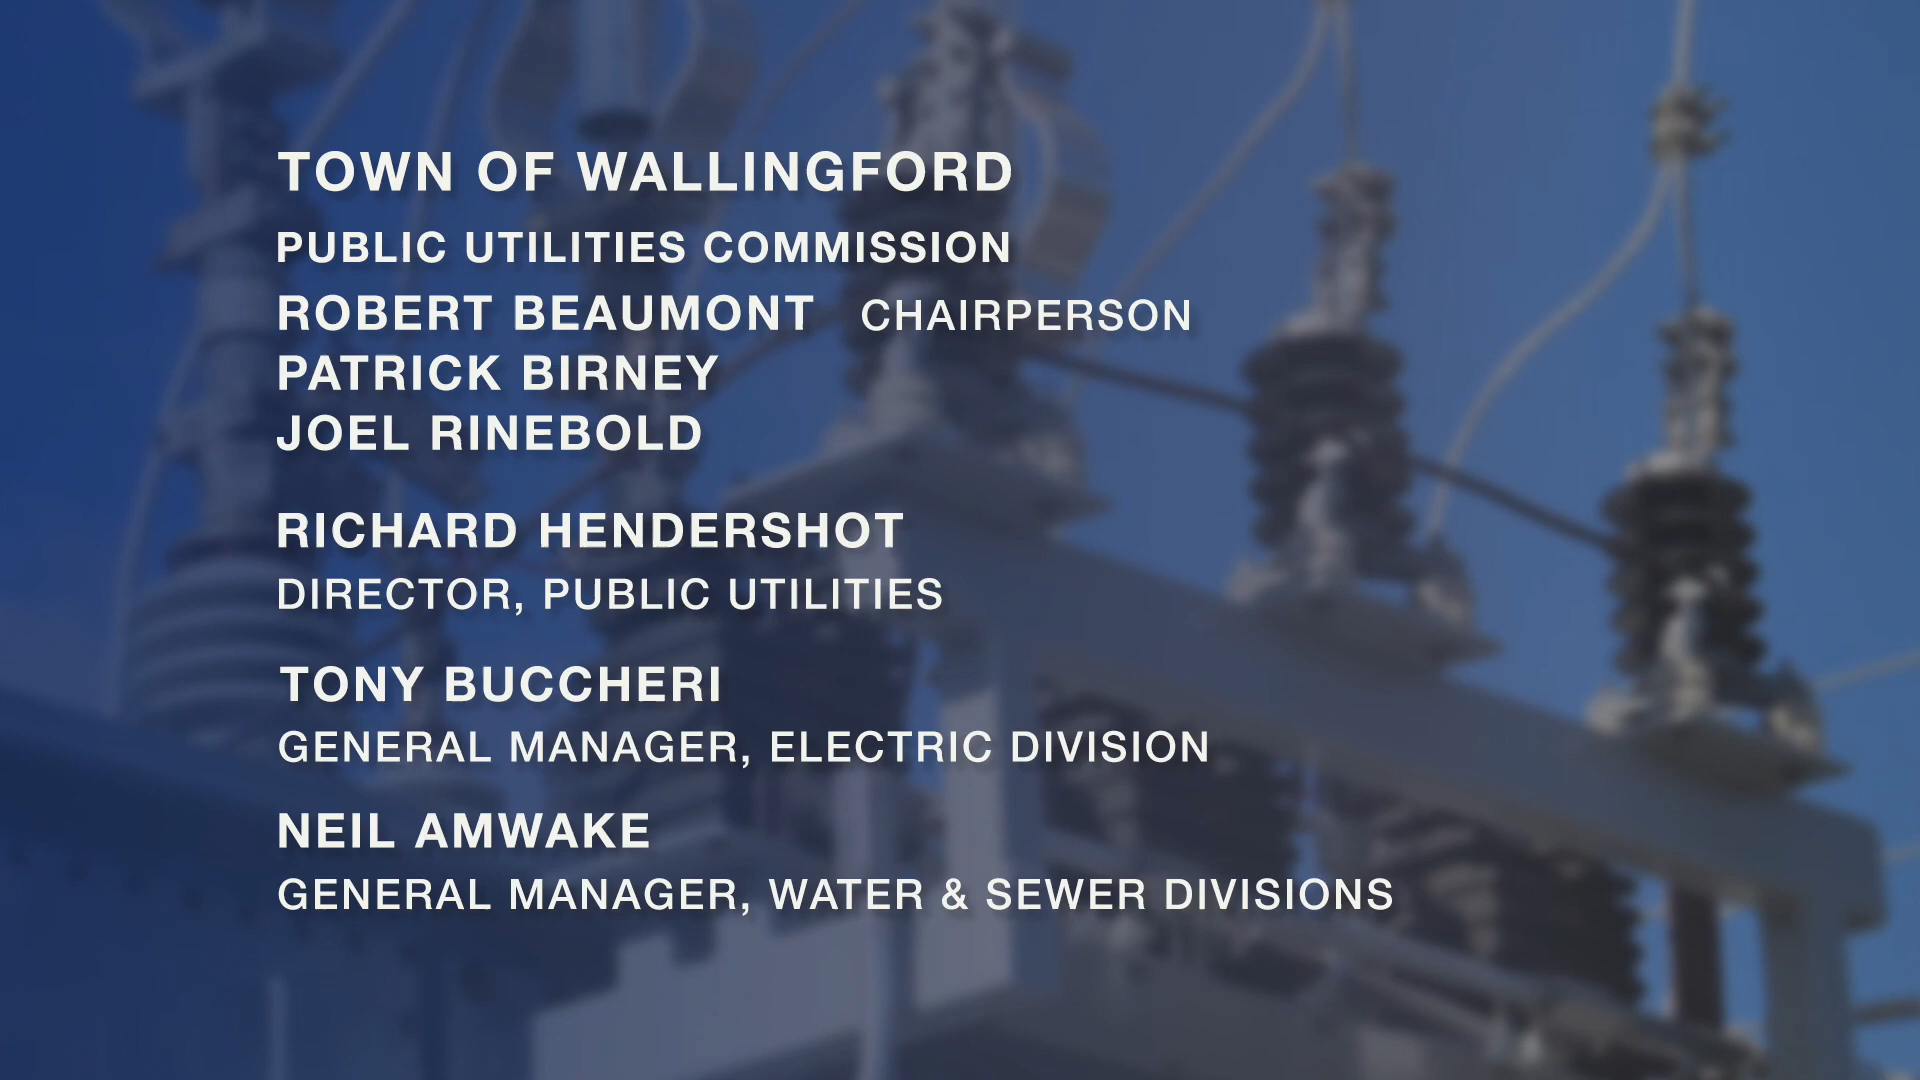 TOWN OF WALLINGFORD
PUBLIC UTILITIES COMMISSION
ROBERT BEAUMONT CHAIRPERSON
PATRICK BIRNEY
JOEL RINEBOLD
RICHARD HENDERSHOT
DIRECTOR, PUBLIC UTILITIES
TONY BUCCHERI
GENERAL MANAGER, ELECTRIC DIVISION
NEIL AMWAKE
GENERAL MANAGER, WATER & SEWER DIVISIONS